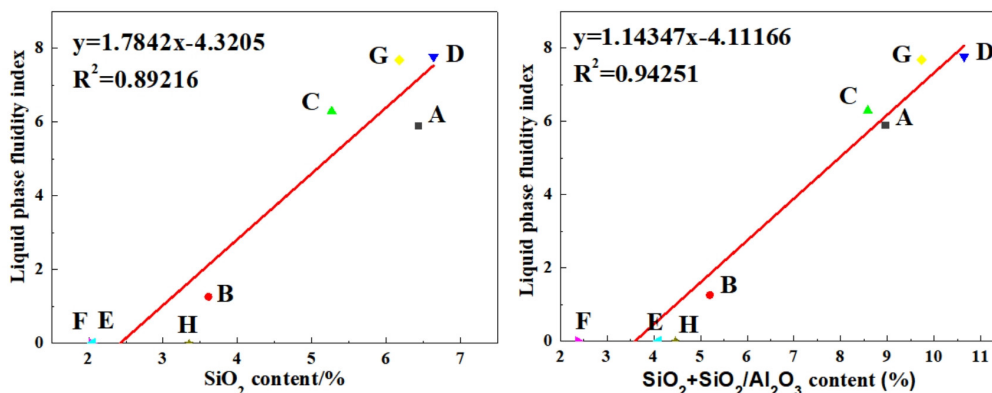 y=1.7842x-4.3205
R²=0.89216
Liquid phase fluidity index
8
6
4
2
0
G
D
C
A
B
F E
H
2 3 4 5 6 7
SiO₂ content/%
y=1.14347x-4.11166
R²=0.94251
Liquid phase fluidity index
8
6
4
2
0
G
D
C
A
B
F
E
H
2 3 4 5 6 7 8 9 10 11
SiO₂+SiO₂/Al₂O₃ content (%)